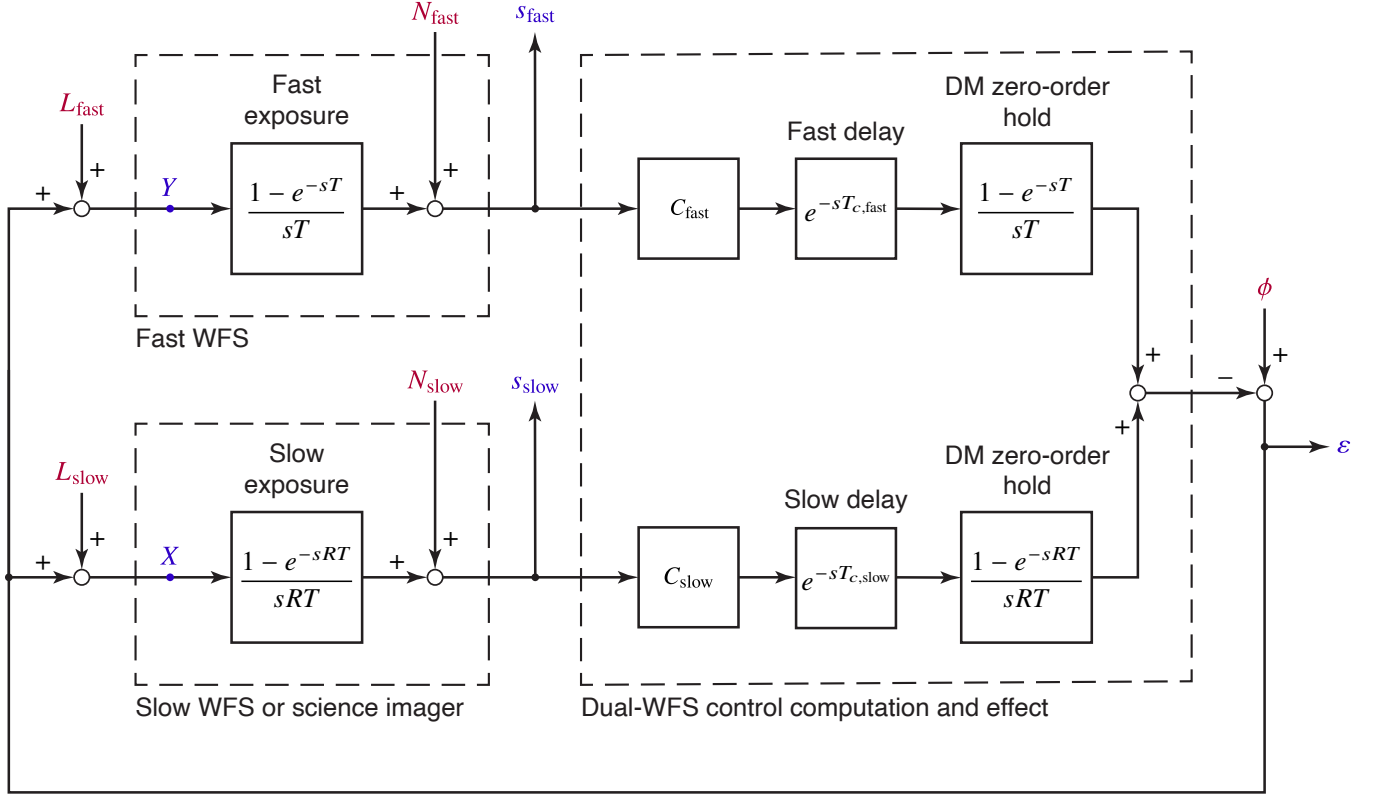 N_fast
s_fast
Fast
exposure
DM zero-order
hold
L_fast
Fast delay
+
+
Y
1 − e^{−sT}
sT
+
+
C_fast
e^{−sT_{c,fast}}
1 − e^{−sT}
sT
Fast WFS
ϕ
+
+
−
+
N_slow
s_slow
Slow
exposure
DM zero-order
hold
ε
L_slow
Slow delay
+
+
X
1 − e^{−sRT}
sRT
+
+
C_slow
e^{−sT_{c,slow}}
1 − e^{−sRT}
sRT
Slow WFS or science imager
Dual-WFS control computation and effect